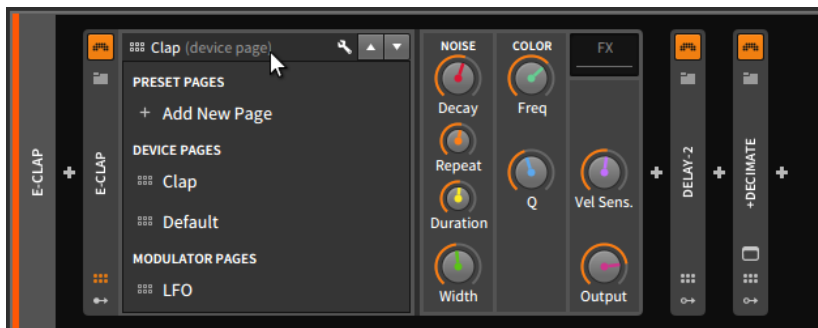 E-CLAP
E-CLAP
Clap (device page)
PRESET PAGES
+ Add New Page
DEVICE PAGES
Clap
Default
MODULATOR PAGES
LFO
NOISE
Decay
Repeat
Duration
Width
COLOR
Freq
Q
FX
Vel Sens.
Output
DELAY-2
+DECIMATE